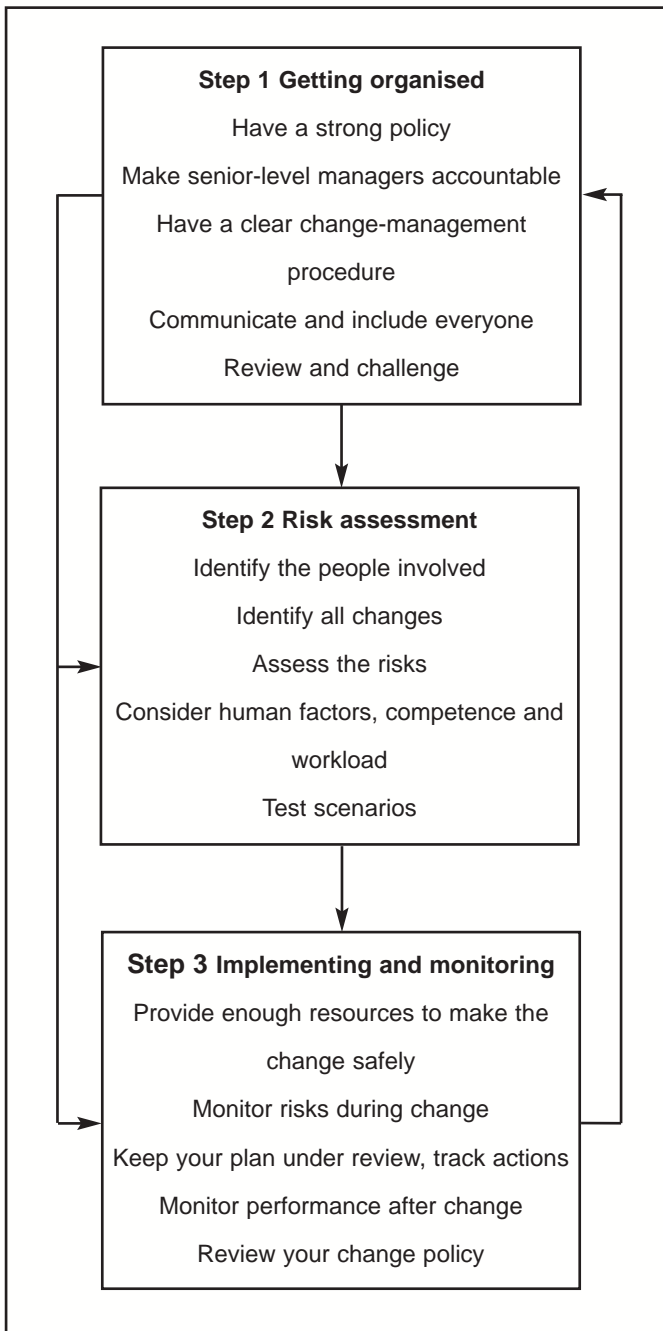 Step 1 Getting organised
Have a strong policy
Make senior-level managers accountable
Have a clear change-management
procedure
Communicate and include everyone
Review and challenge
Step 2 Risk assessment
Identify the people involved
Identify all changes
Assess the risks
Consider human factors, competence and
workload
Test scenarios
Step 3 Implementing and monitoring
Provide enough resources to make the
change safely
Monitor risks during change
Keep your plan under review, track actions
Monitor performance after change
Review your change policy